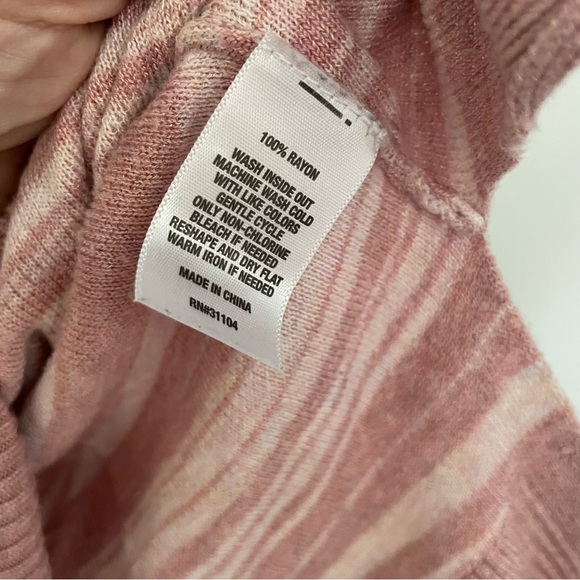 100% RAYON
WASH INSIDE OUT
MACHINE WASH COLD
WITH LIKE COLORS
GENTLE CYCLE
ONLY NON-CHLORINE
BLEACH IF NEEDED
RESHAPE AND DRY FLAT
WARM IRON IF NEEDED
MADE IN CHINA
RN#31104